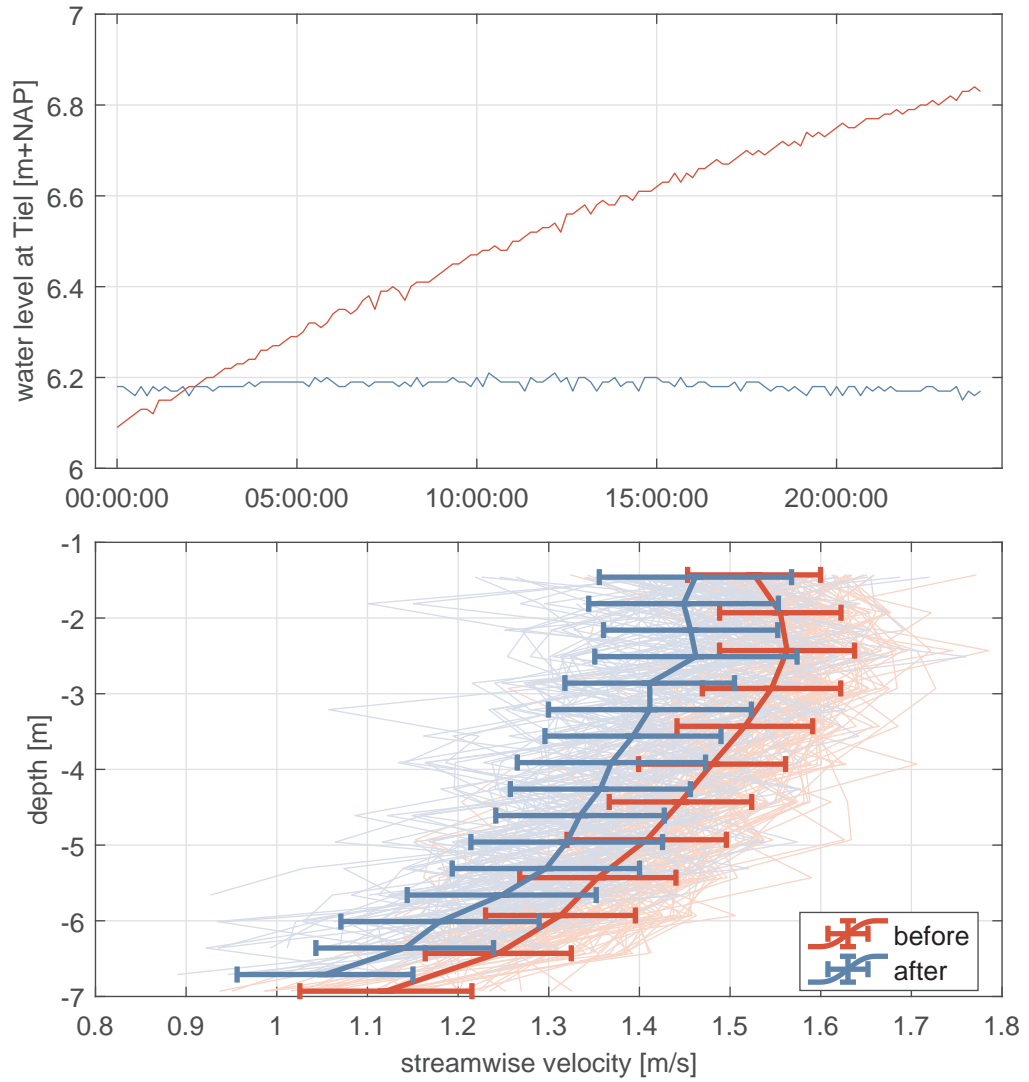 7
6.8
6.6
6.4
6.2
6
water level at Tiel [m+NAP]
00:00:00 05:00:00 10:00:00 15:00:00 20:00:00
-1
-2
-3
-4
-5
-6
-7
depth [m]
before
after
0.8 0.9 1 1.1 1.2 1.3 1.4 1.5 1.6 1.7 1.8
streamwise velocity [m/s]